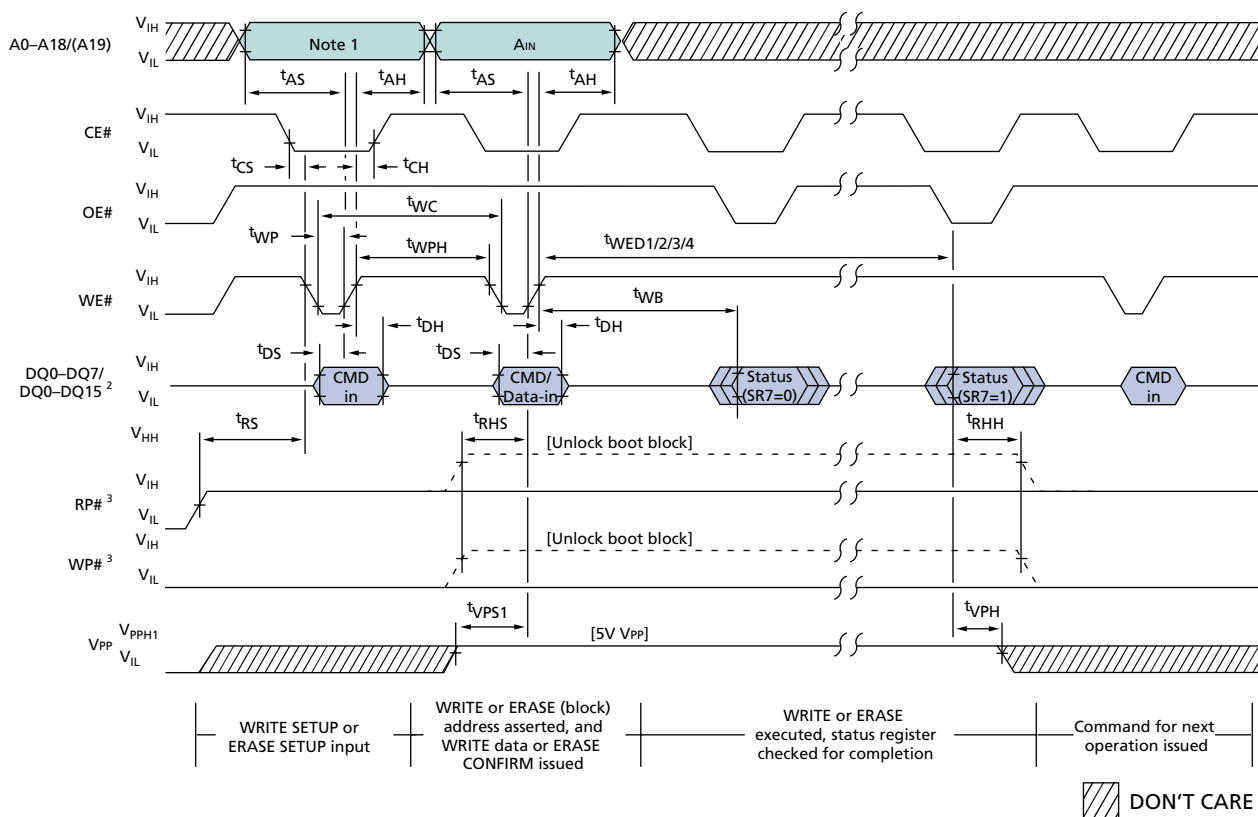 VIH
A0–A18/(A19)
Note 1
AIN
VIL
tAS
tAH
tAS
tAH
VIH
CE#
VIL
tCS
tCH
VIH
OE#
VIL
tWC
tWP
tWPH
tWED1/2/3/4
VIH
WE#
VIL
tWB
tDH
tDH
tDS
tDS
VIH
DQ0–DQ7/
DQ0–DQ15 2
VIL
CMD
in
CMD/
Data-in
Status
(SR7=0)
Status
(SR7=1)
CMD
in
tRS
tRHS
tRHH
VHH
[Unlock boot block]
VIH
RP# 3
VIL
VIH
[Unlock boot block]
WP# 3
VIL
tVPS1
tVPH
VPPH1
[5V VPP]
VPP
VIL
WRITE SETUP or
ERASE SETUP input
WRITE or ERASE (block)
address asserted, and
WRITE data or ERASE
CONFIRM issued
WRITE or ERASE
executed, status register
checked for completion
Command for next
operation issued
DON'T CARE